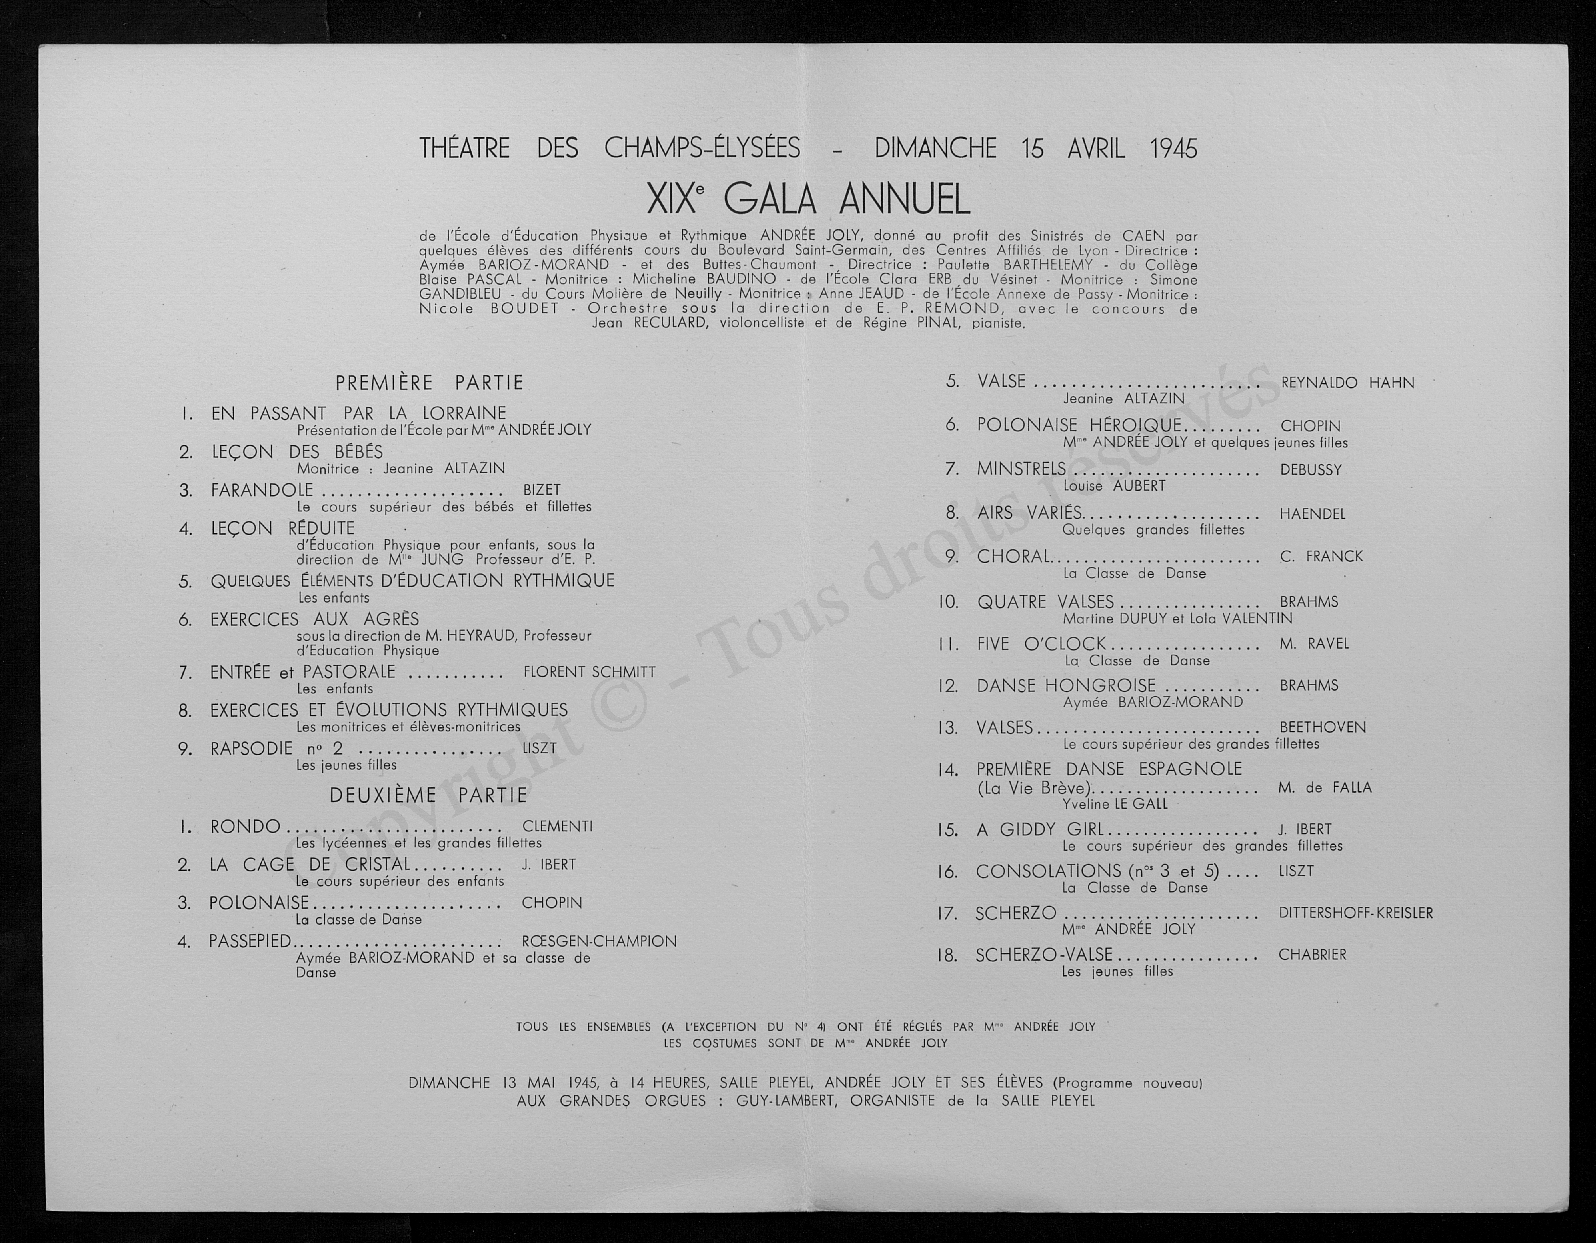 THÉATRE DES CHAMPS-ÉLYSÉES - DIMANCHE 15 AVRIL 1945
XIXe GALA ANNUEL
de l'École d'Éducation Physique et Rythmique ANDRÉE JOLY, donné au profit des Sinistrés de CAEN par
quelques élèves des différents cours du Boulevard Saint-Germain, des Centres Affiliés de Lyon - Directrice :
Aymée BARIOZ-MORAND - et des Buttes-Chaumont - Directrice : Paulette BARTHELEMY - du Collège
Blaise PASCAL - Monitrice : Micheline BAUDINO - de l'École Clara ERB du Vésinet - Monitrice : Simone
GANDIBLEU - du Cours Molière de Neuilly - Monitrice : Anne JEAUD - de l'École Annexe de Passy - Monitrice :
Nicole BOUDET - Orchestre sous la direction de E. P. REMOND, avec le concours de
Jean RECULARD, violoncelliste et de Régine PINAL, pianiste.
PREMIÈRE PARTIE
1. EN PASSANT PAR LA LORRAINE
Présentation de l'École par Mme ANDRÉE JOLY
2. LEÇON DES BÉBÉS
Monitrice : Jeanine ALTAZIN
3. FARANDOLE ..................... BIZET
Le cours supérieur des bébés et fillettes
4. LEÇON RÉDUITE
d'Éducation Physique pour enfants, sous la
direction de Mlle JUNG Professeur d'E. P.
5. QUELQUES ÉLÉMENTS D'ÉDUCATION RYTHMIQUE
Les enfants
6. EXERCICES AUX AGRÈS
sous la direction de M. HEYRAUD, Professeur
d'Education Physique
7. ENTRÉE et PASTORALE ........... FLORENT SCHMITT
Les enfants
8. EXERCICES ET ÉVOLUTIONS RYTHMIQUES
Les monitrices et élèves-monitrices
9. RAPSODIE no 2 ................ LISZT
Les jeunes filles
DEUXIÈME PARTIE
1. RONDO ........................ CLEMENTI
Les lycéennes et les grandes fillettes
2. LA CAGE DE CRISTAL.......... J. IBERT
Le cours supérieur des enfants
3. POLONAISE..................... CHOPIN
La classe de Danse
4. PASSEPIED........................ RŒSGEN-CHAMPION
Aymée BARIOZ-MORAND et sa classe de
Danse
5. VALSE ........................ REYNALDO HAHN
Jeanine ALTAZIN
6. POLONAISE HÉROIQUE......... CHOPIN
Mme ANDRÉE JOLY et quelques jeunes filles
7. MINSTRELS ..................... DEBUSSY
Louise AUBERT
8. AIRS VARIÉS.................... HAENDEL
Quelques grandes fillettes
9. CHORAL....................... C. FRANCK
La Classe de Danse
10. QUATRE VALSES ................ BRAHMS
Martine DUPUY et Lola VALENTIN
11. FIVE O'CLOCK................. M. RAVEL
La Classe de Danse
12. DANSE HONGROISE ........... BRAHMS
Aymée BARIOZ-MORAND
13. VALSES......................... BEETHOVEN
Le cours supérieur des grandes fillettes
14. PREMIÈRE DANSE ESPAGNOLE
(La Vie Brève)................... M. de FALLA
Yveline LE GALL
15. A GIDDY GIRL................. J. IBERT
Le cours supérieur des grandes fillettes
16. CONSOLATIONS (nos 3 et 5) .... LISZT
La Classe de Danse
17. SCHERZO ...................... DITTERSHOFF-KREISLER
Mme ANDRÉE JOLY
18. SCHERZO-VALSE................ CHABRIER
Les jeunes filles
TOUS LES ENSEMBLES (A L'EXCEPTION DU No 4) ONT ÉTÉ RÉGLÉS PAR Mme ANDRÉE JOLY
LES COSTUMES SONT DE Mme ANDRÉE JOLY
DIMANCHE 13 MAI 1945, à 14 HEURES, SALLE PLEYEL, ANDRÉE JOLY ET SES ÉLÈVES (Programme nouveau)
AUX GRANDES ORGUES : GUY-LAMBERT, ORGANISTE de la SALLE PLEYEL
Copyright © - Tous droits réservés